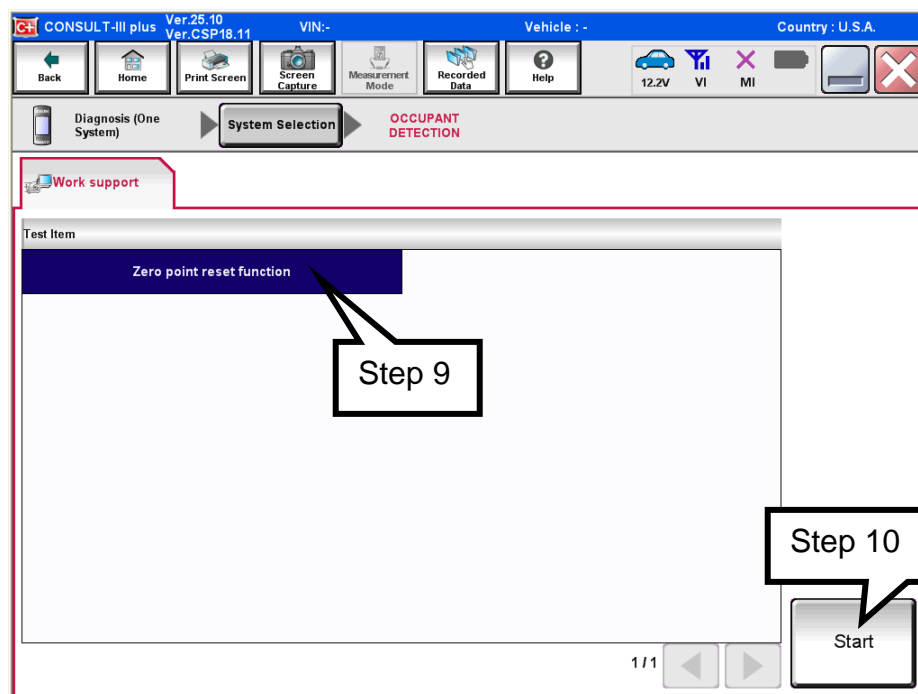 C+ CONSULT-III plus Ver.25.10 VIN:- Vehicle : - Country : U.S.A.
Ver.CSP18.11
Back
Home
Print Screen
Screen
Capture
Measurement
Mode
Recorded
Data
Help
12.2V
VI
MI
Diagnosis (One
System)
System Selection
OCCUPANT
DETECTION
Work support
Test Item
Zero point reset function
Step 9
Step 10
Start
1/1